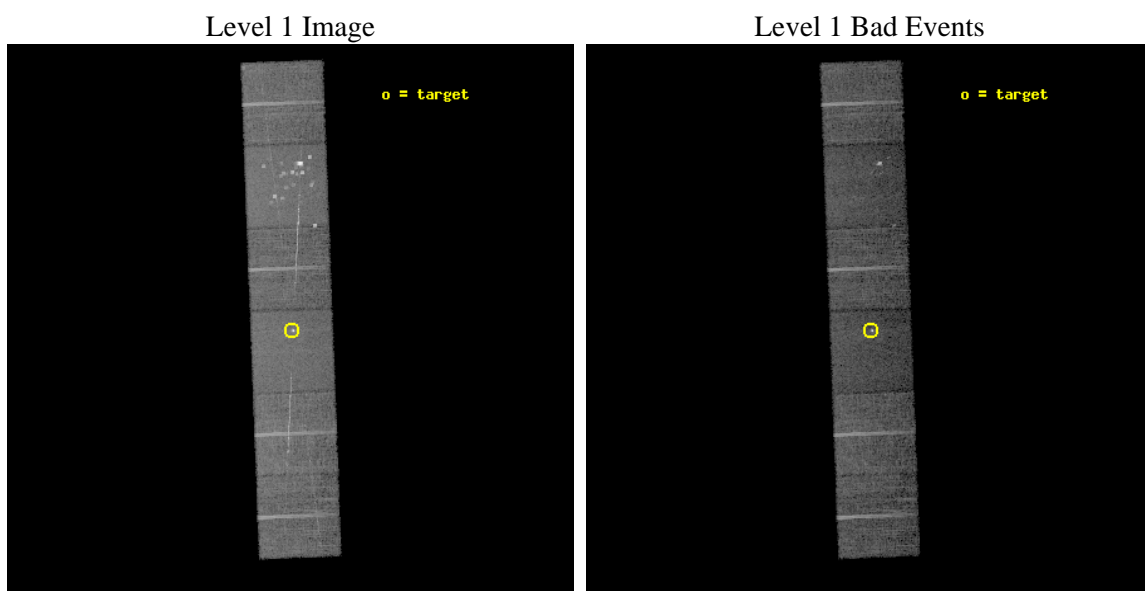 Level 1 Image
Level 1 Bad Events
o = target
o = target